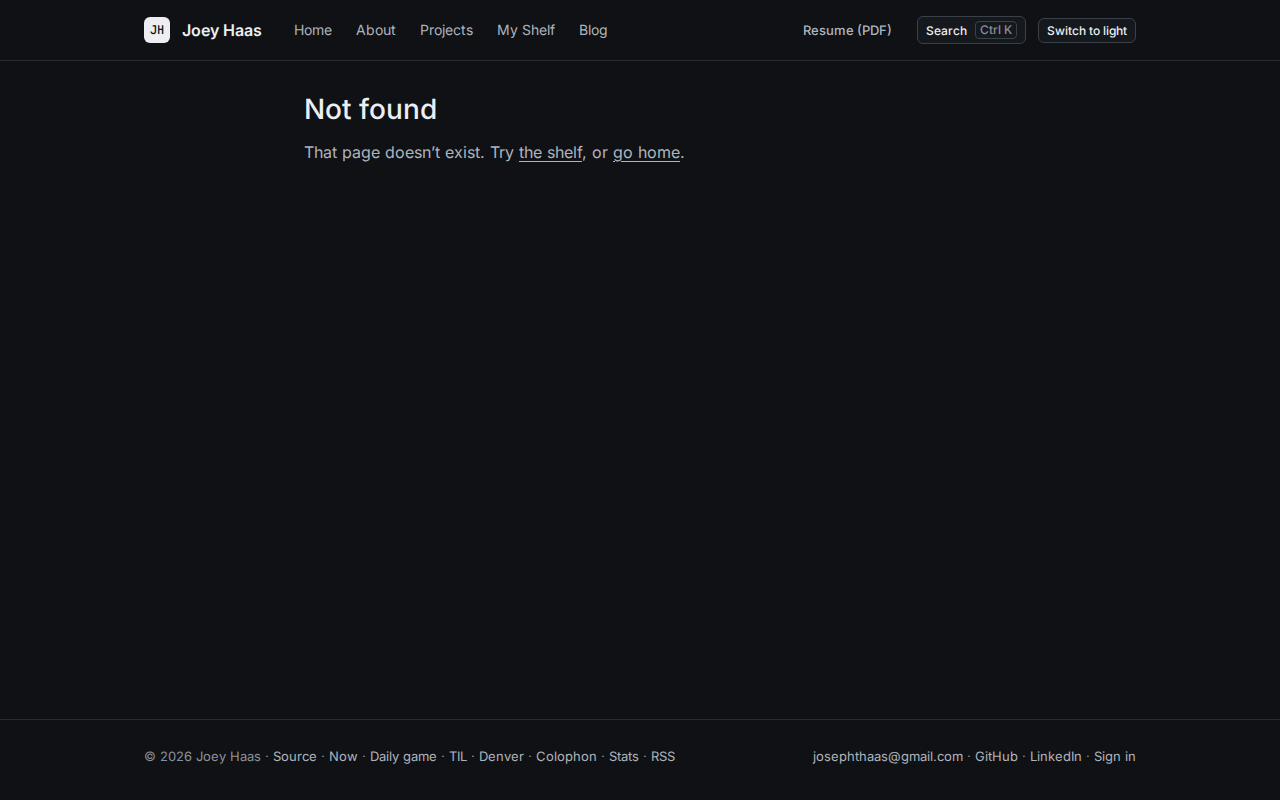 JH Joey Haas Home About Projects My Shelf Blog Resume (PDF) Search Ctrl K Switch to light
Not found
That page doesn’t exist. Try the shelf, or go home.
© 2026 Joey Haas · Source · Now · Daily game · TIL · Denver · Colophon · Stats · RSS josephthaas@gmail.com · GitHub · LinkedIn · Sign in